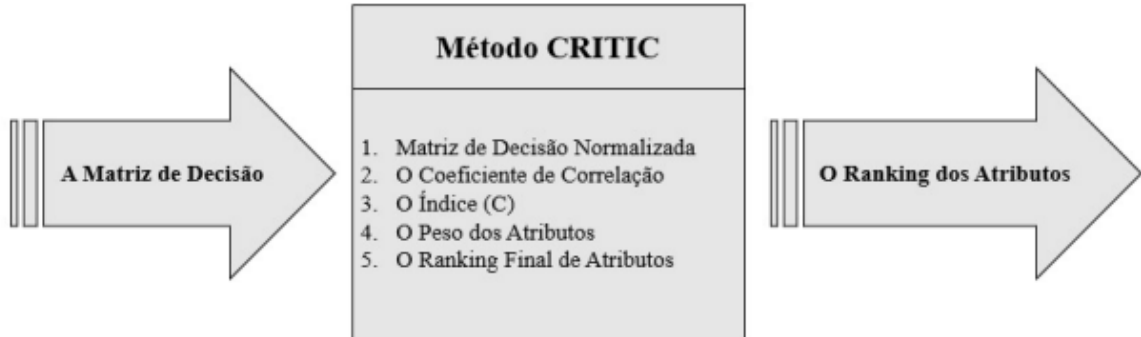 A Matriz de Decisão
Método CRITIC
1. Matriz de Decisão Normalizada
2. O Coeficiente de Correlação
3. O Índice (C)
4. O Peso dos Atributos
5. O Ranking Final de Atributos
O Ranking dos Atributos